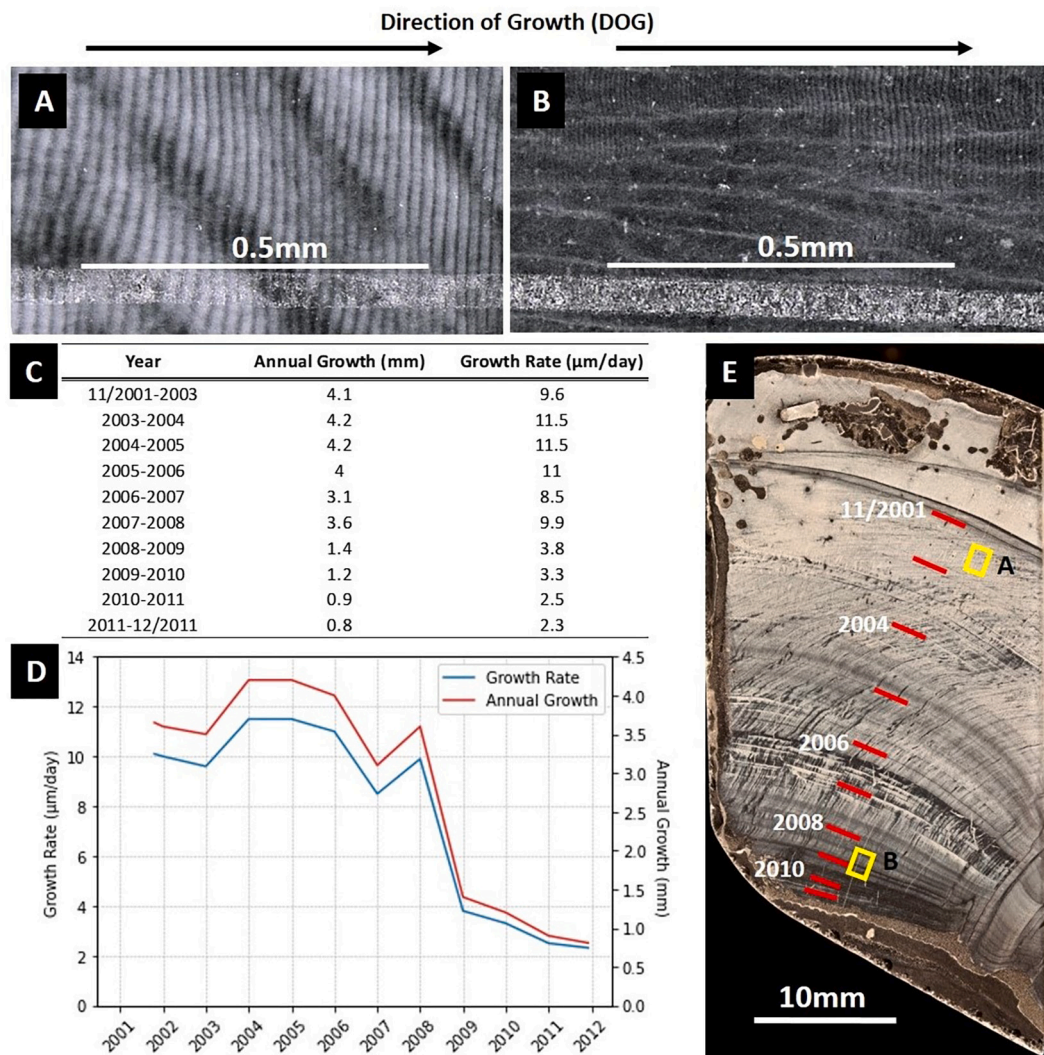 Direction of Growth (DOG)
A
B
0.5mm
0.5mm
C
Year Annual Growth (mm) Growth Rate (μm/day)
11/2001-2003 4.1 9.6
2003-2004 4.2 11.5
2004-2005 4.2 11.5
2005-2006 4 11
2006-2007 3.1 8.5
2007-2008 3.6 9.9
2008-2009 1.4 3.8
2009-2010 1.2 3.3
2010-2011 0.9 2.5
2011-12/2011 0.8 2.3
D
Growth Rate
Annual Growth
14
12
10
8
6
4
2
0
Growth Rate (μm/day)
4.5
4.0
3.5
3.0
2.5
2.0
1.5
1.0
0.5
0.0
Annual Growth (mm)
2001 2002 2003 2004 2005 2006 2007 2008 2009 2010 2011 2012
E
11/2001
A
2004
2006
2008
B
2010
10mm